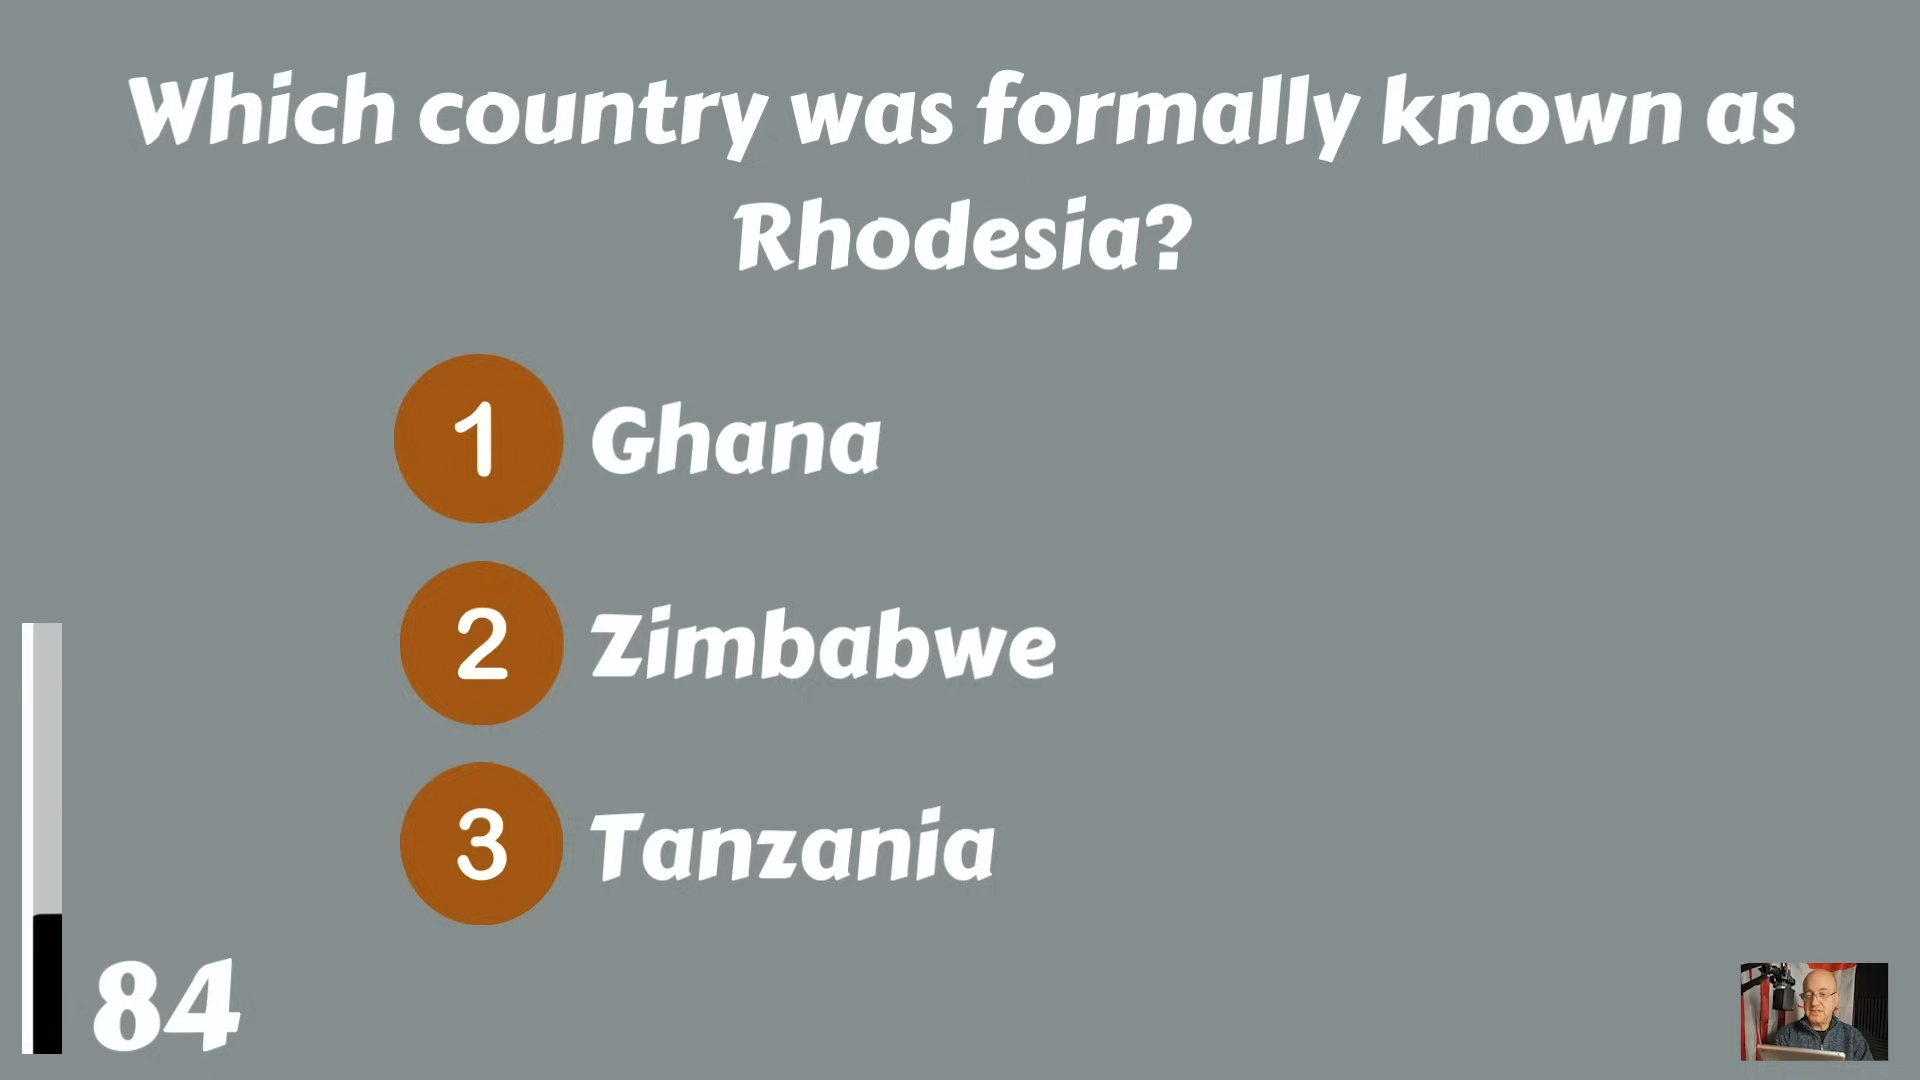 Which country was formally known as
Rhodesia?
1 Ghana
2 Zimbabwe
3 Tanzania
84